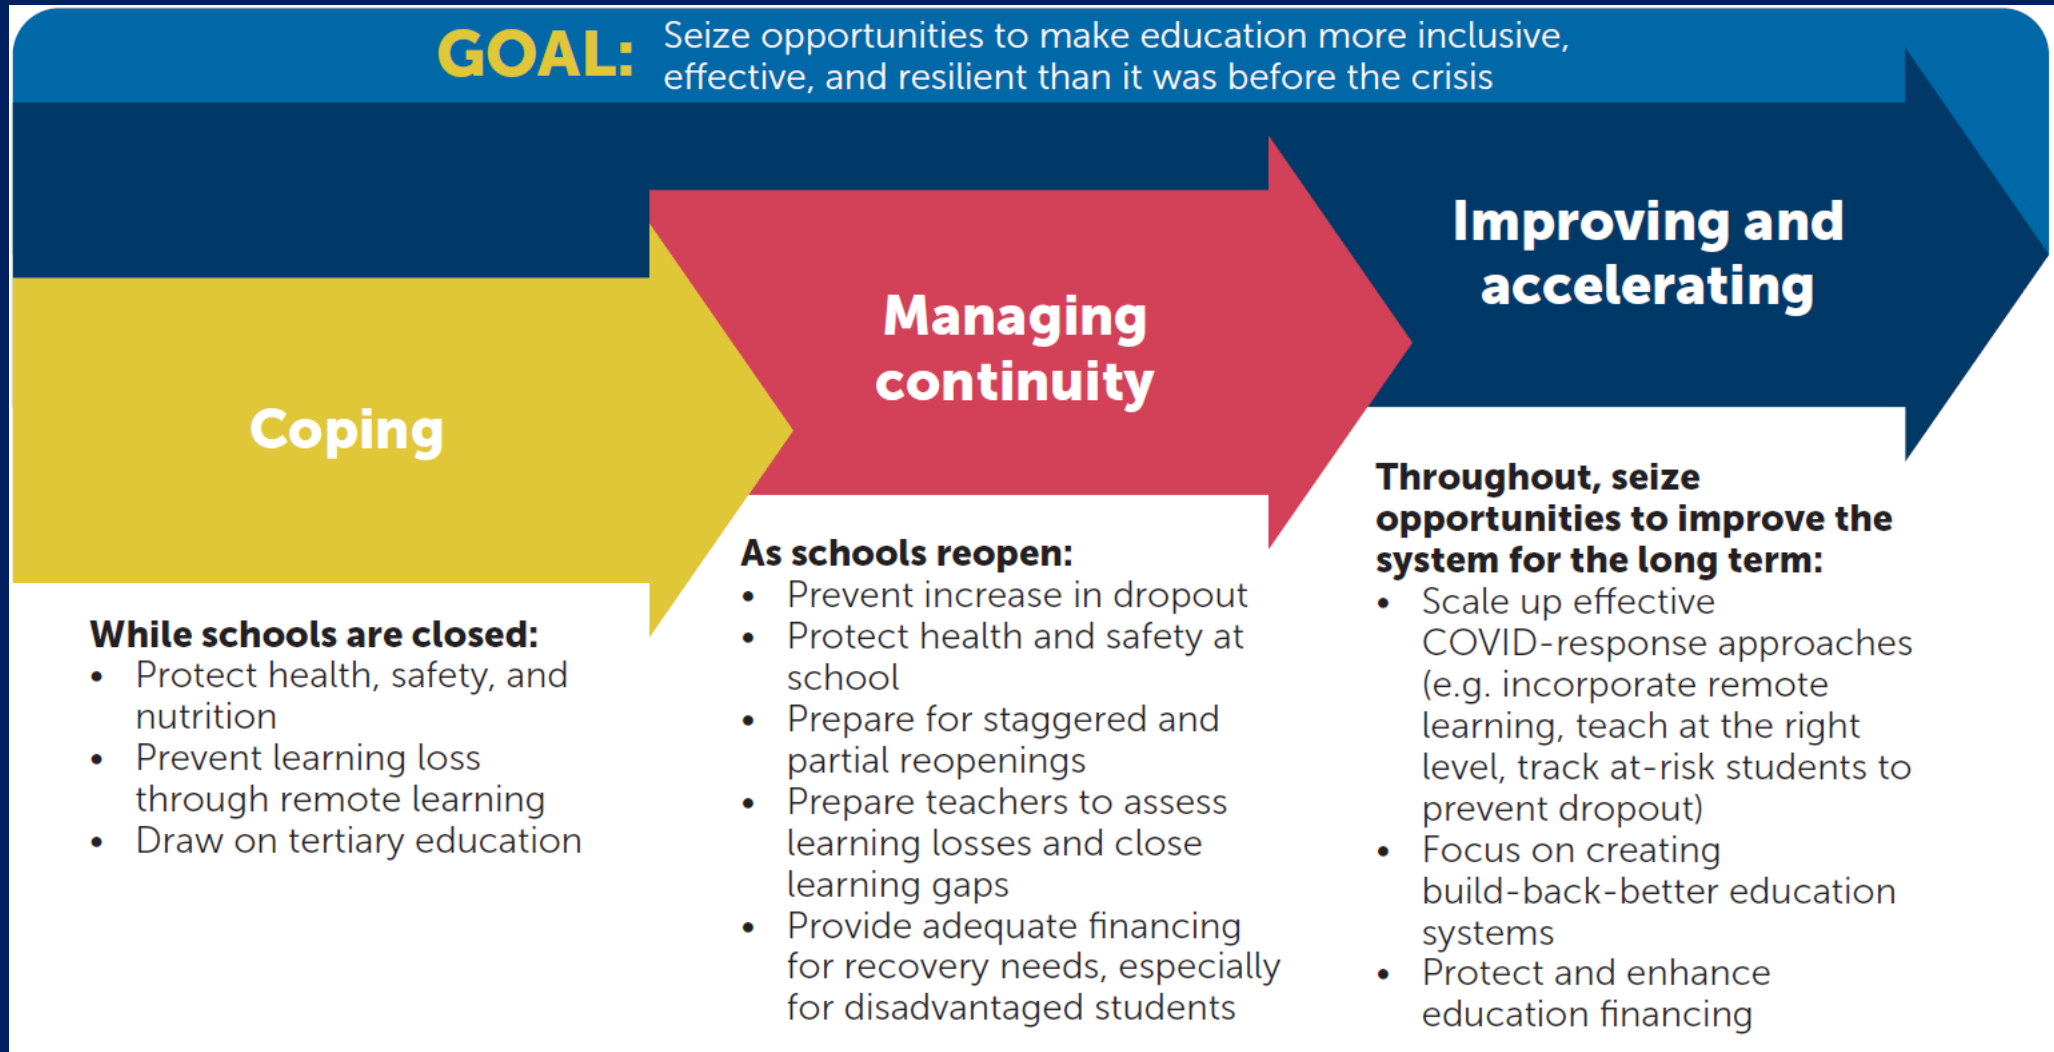 GOAL:
Seize opportunities to make education more inclusive,
effective, and resilient than it was before the crisis
Coping
While schools are closed:
• Protect health, safety, and
nutrition
• Prevent learning loss
through remote learning
• Draw on tertiary education
Managing
continuity
As schools reopen:
• Prevent increase in dropout
• Protect health and safety at
school
• Prepare for staggered and
partial reopenings
• Prepare teachers to assess
learning losses and close
learning gaps
• Provide adequate financing
for recovery needs, especially
for disadvantaged students
Improving and
accelerating
Throughout, seize
opportunities to improve the
system for the long term:
• Scale up effective
COVID-response approaches
(e.g. incorporate remote
learning, teach at the right
level, track at-risk students to
prevent dropout)
• Focus on creating
build-back-better education
systems
• Protect and enhance
education financing